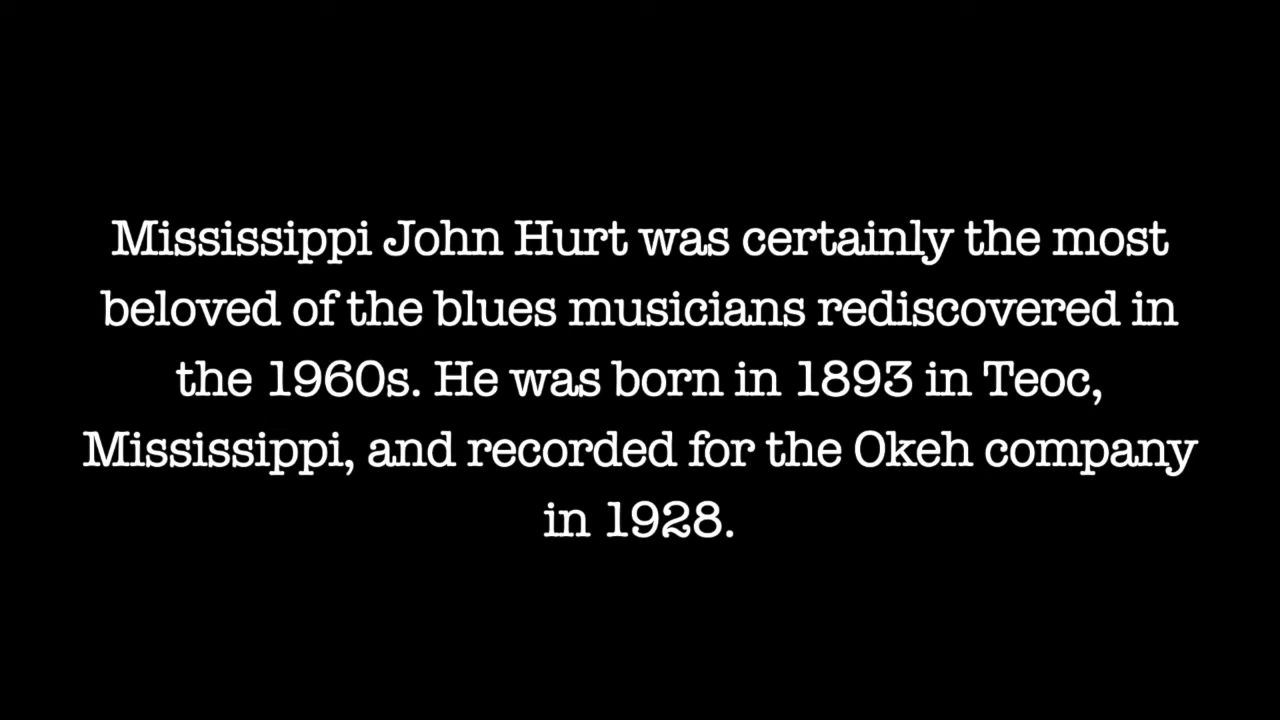 Mississippi John Hurt was certainly the most
beloved of the blues musicians rediscovered in
the 1960s. He was born in 1893 in Teoc,
Mississippi, and recorded for the Okeh company
in 1928.